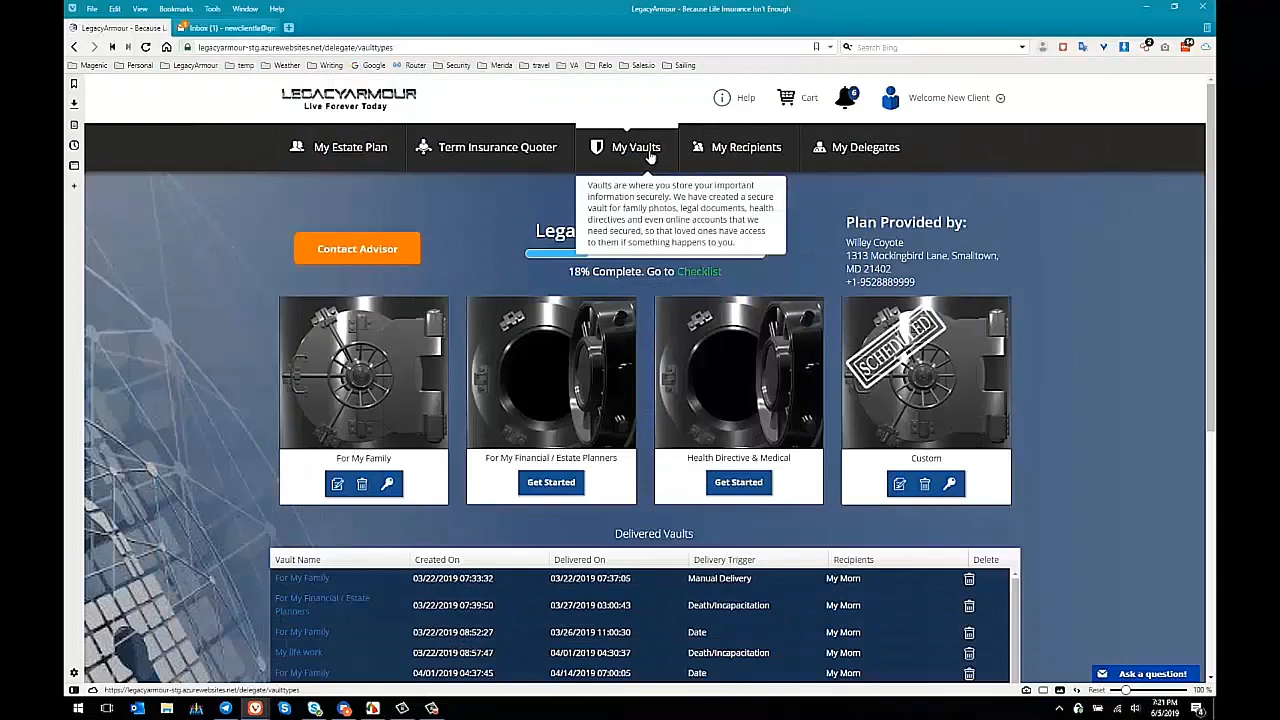 File Edit View Bookmarks Tools Window Help
LegacyArmour - Because Life Insurance Isn't Enough
LegacyArmour - Because L
Inbox (1) - newclientla@gm
legacyarmour-stg.azurewebsites.net/delegate/vaulttypes
Search Bing
Magenic Personal LegacyArmour temp Weather Writing Google Router Security Merida travel VA Relo Sales.io Sailing
LEGACYARMOUR
Live Forever Today
Help Cart 6 Welcome New Client
My Estate Plan Term Insurance Quoter My Vaults My Recipients My Delegates
Vaults are where you store your important
information securely. We have created a secure
vault for family photos, legal documents, health
directives and even online accounts that we
need secured, so that loved ones have access
to them if something happens to you.
Contact Advisor
Lega
18% Complete. Go to Checklist
Plan Provided by:
Willey Coyote
1313 Mockingbird Lane, Smalltown,
MD 21402
+1-9528889999
SCHEDULED
For My Family
For My Financial / Estate Planners
Health Directive & Medical
Custom
Get Started
Get Started
Delivered Vaults
Vault Name Created On Delivered On Delivery Trigger Recipients Delete
For My Family 03/22/2019 07:33:32 03/22/2019 07:37:05 Manual Delivery My Mom
For My Financial / Estate
Planners 03/22/2019 07:39:50 03/27/2019 03:00:43 Death/Incapacitation My Mom
For My Family 03/22/2019 08:52:27 03/26/2019 11:00:30 Date My Mom
My life work 03/22/2019 08:57:47 04/01/2019 04:30:37 Death/Incapacitation My Mom
For My Family 04/01/2019 04:37:45 04/14/2019 07:00:05 Date My Mom
Ask a question!
https://legacyarmour-stg.azurewebsites.net/delegate/vaulttypes
Reset 100 %
7:21 PM
6/5/2019